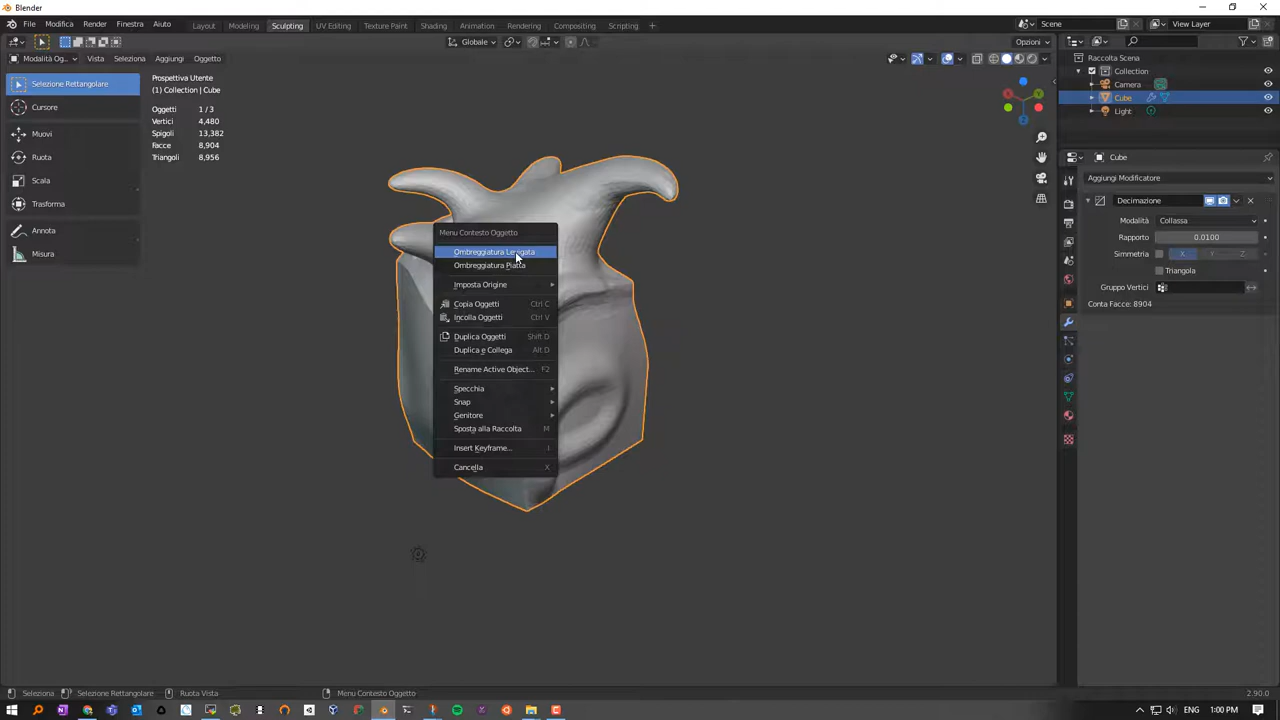 Blender
File Modifica Render Finestra Aiuto Layout Modeling Sculpting UV Editing Texture Paint Shading Animation Rendering Compositing Scripting + Scene View Layer
Globale Opzioni
Modalità Og... Vista Seleziona Aggiungi Oggetto
Selezione Rettangolare
Cursore
Muovi
Ruota
Scala
Trasforma
Annota
Misura
Prospettiva Utente
(1) Collection | Cube
Oggetti 1 / 3
Vertici 4,480
Spigoli 13,382
Facce 8,904
Triangoli 8,956
Menu Contesto Oggetto
Ombreggiatura Levigata
Ombreggiatura Piatta
Imposta Origine
Copia Oggetti Ctrl C
Incolla Oggetti Ctrl V
Duplica Oggetti Shift D
Duplica e Collega Alt D
Rename Active Object... F2
Specchia
Snap
Genitore
Sposta alla Raccolta M
Insert Keyframe... I
Cancella X
Raccolta Scena
Collection
Camera
Cube
Light
Cube
Aggiungi Modificatore
Decimazione
Modalità Collassa
Rapporto 0.0100
Simmetria X Y Z
Triangola
Gruppo Vertici
Conta Facce: 8904
Seleziona Selezione Rettangolare Ruota Vista Menu Contesto Oggetto 2.90.0
1:00 PM